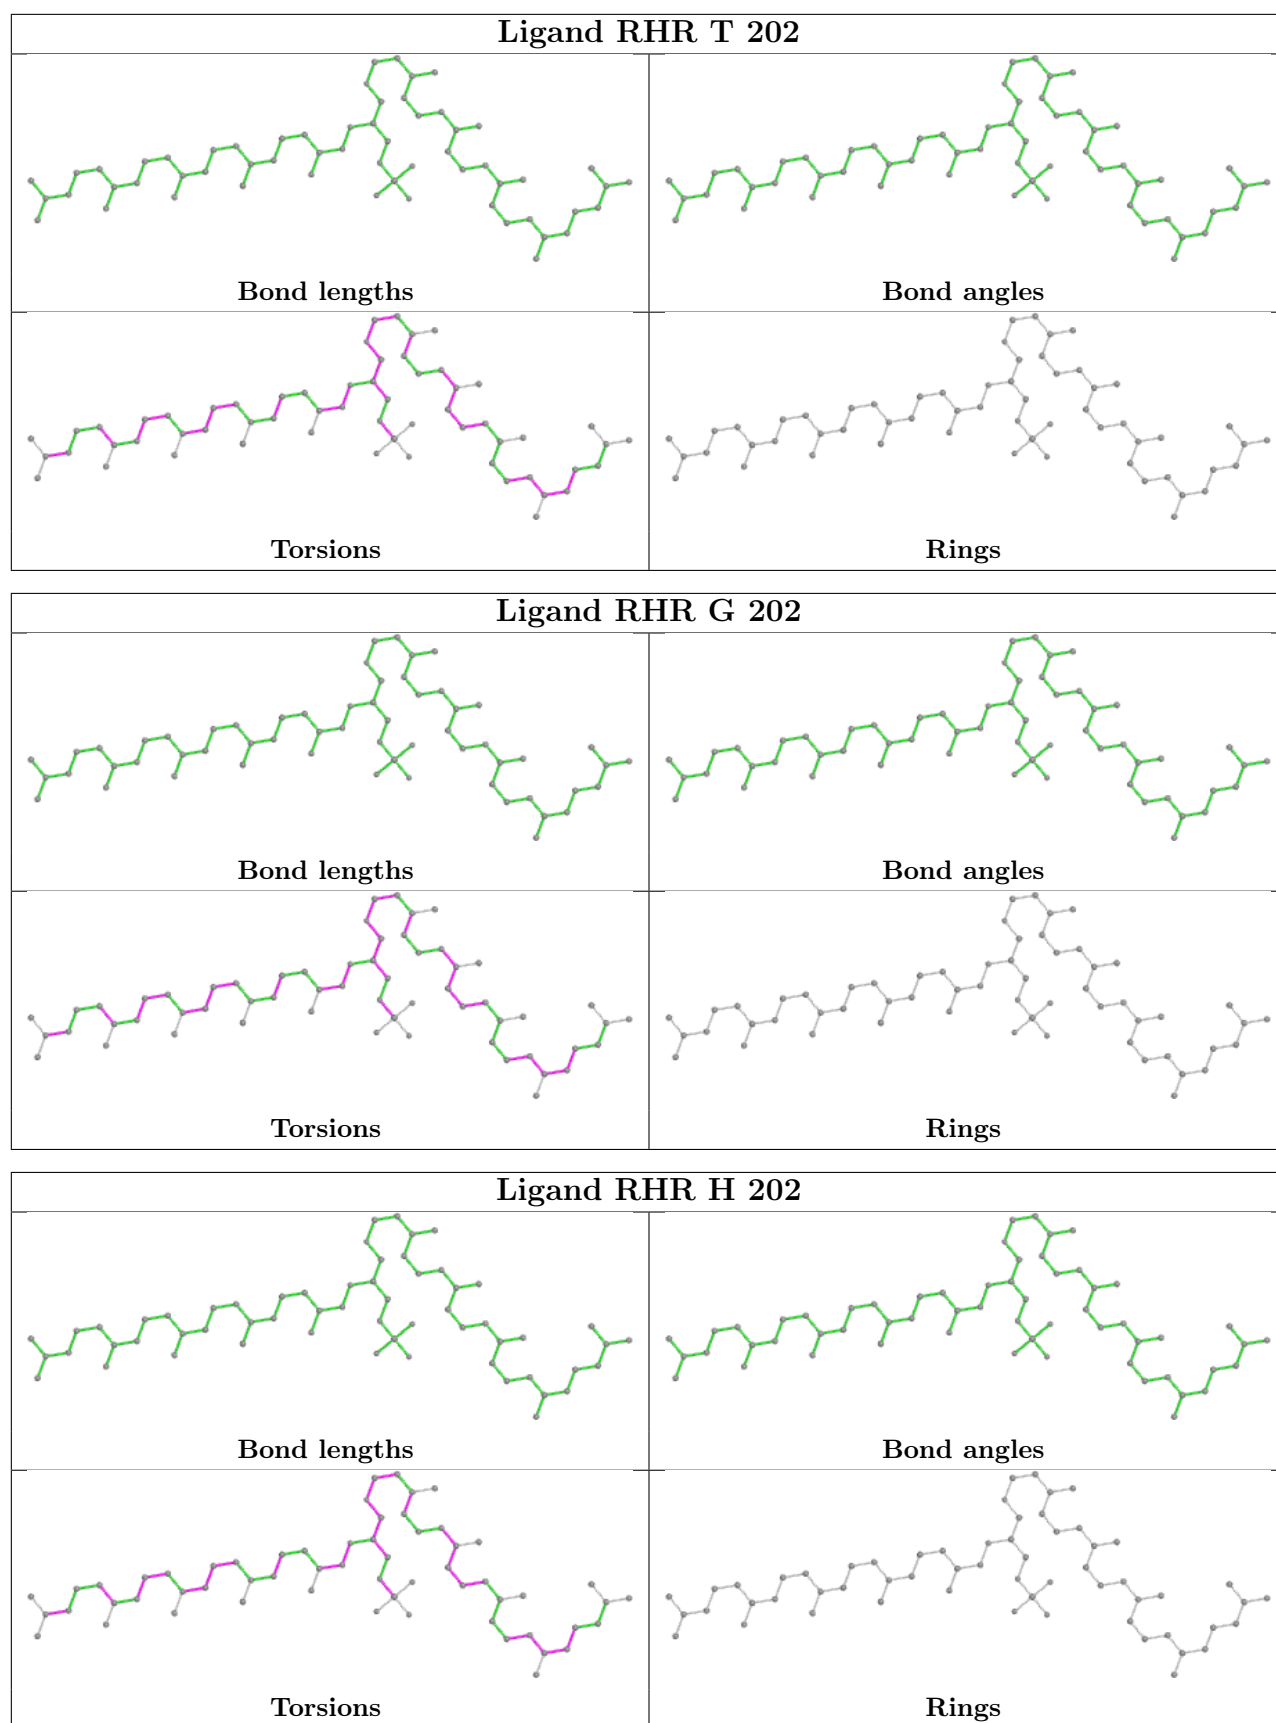 Ligand RHR T 202
Bond lengths
Bond angles
Torsions
Rings
Ligand RHR G 202
Bond lengths
Bond angles
Torsions
Rings
Ligand RHR H 202
Bond lengths
Bond angles
Torsions
Rings